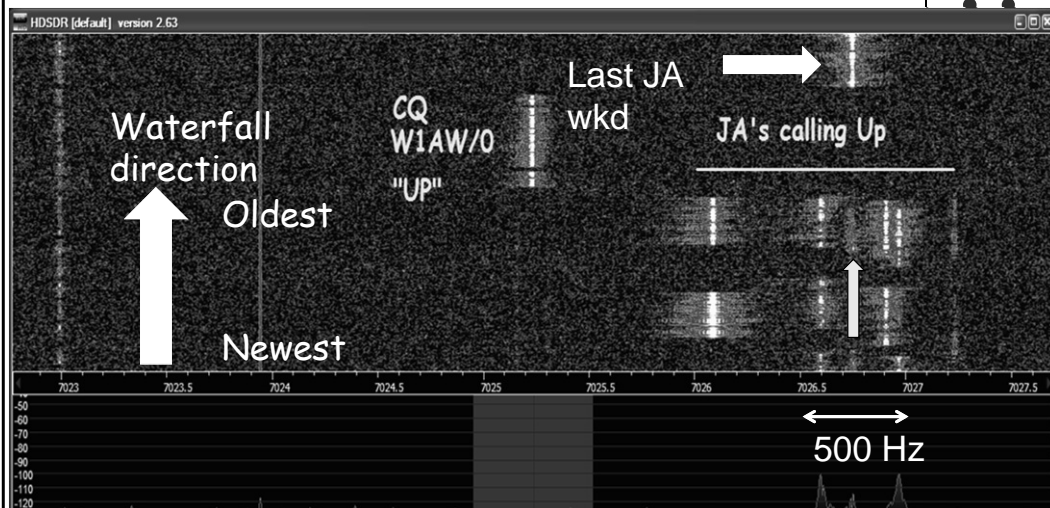 HDSDR [default] version 2.63
Last JA
wkd
CQ
W1AW/0
"UP"
JA's calling Up
Waterfall
direction
Oldest
Newest
7023 7023.5 7024 7024.5 7025 7025.5 7026 7026.5 7027 7027.5
500 Hz
-50
-60
-70
-80
-90
-100
-110
-120